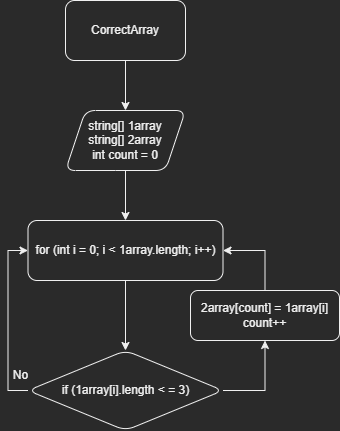 CorrectArray
string[] 1array
string[] 2array
int count = 0
for (int i = 0; i < 1array.length; i++)
2array[count] = 1array[i]
count++
No
if (1array[i].length < = 3)